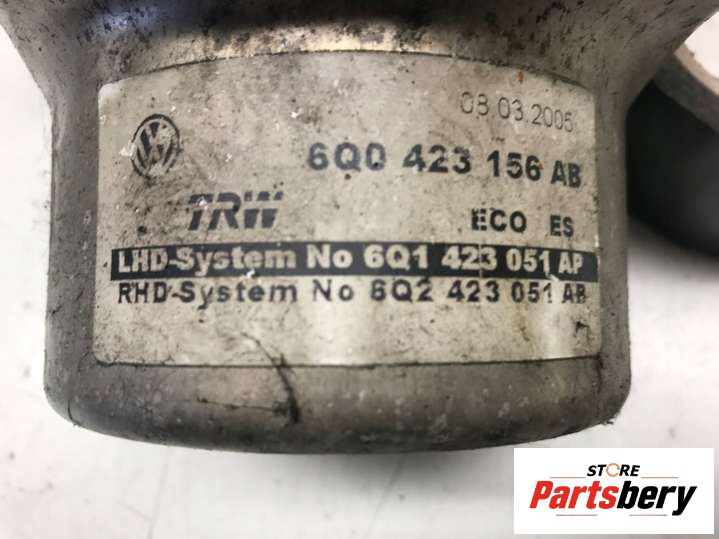 08.03.2005
6Q0 423 156 AB
TRW
ECO ES
LHD-System No 6Q1 423 051 AP
RHD-System No 6Q2 423 051 AB
STORE
Partsbery